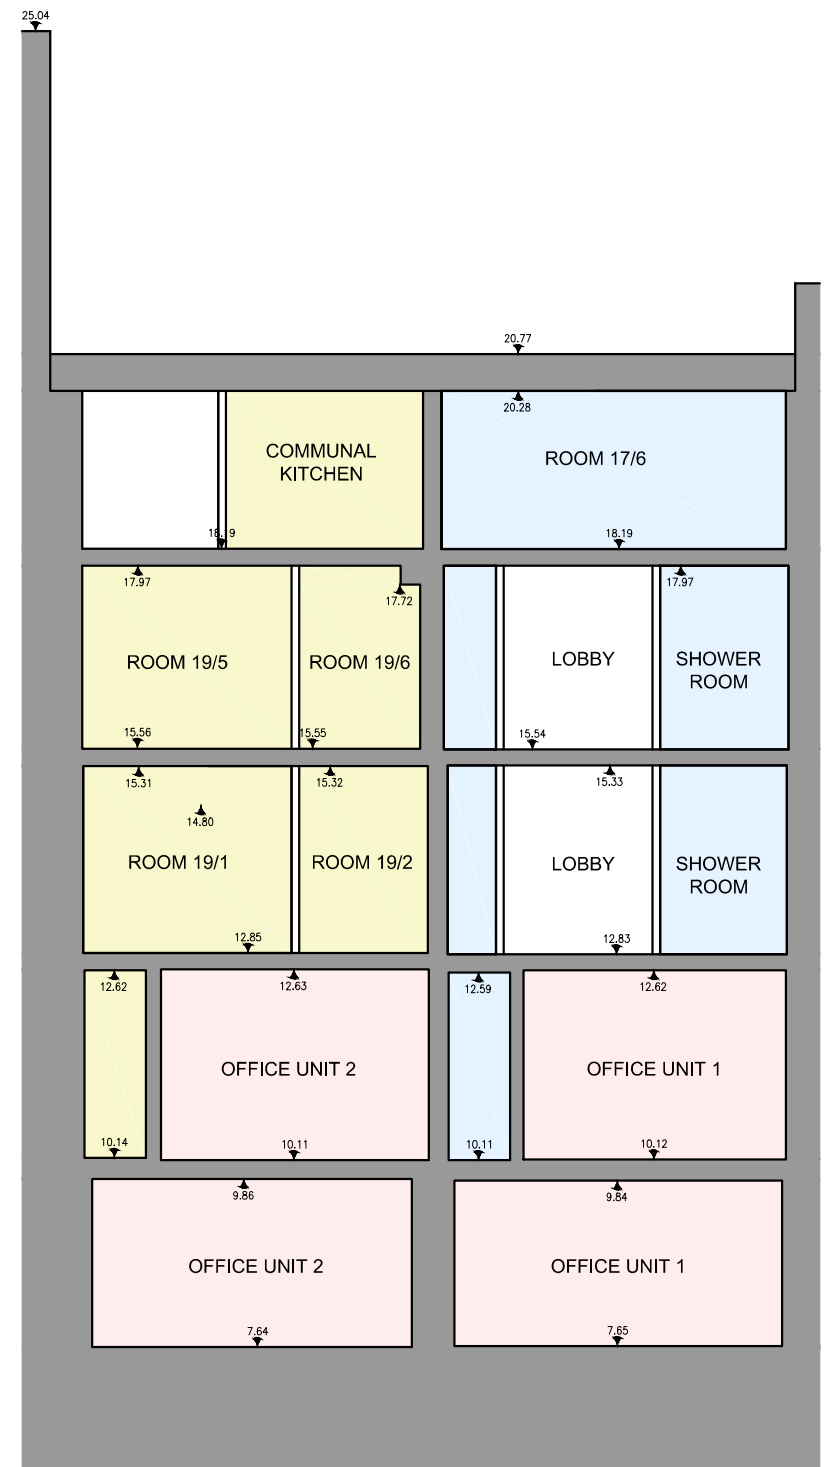 25.04
20.77
20.28
COMMUNAL
KITCHEN
ROOM 17/6
18.19
18.19
17.97
17.72
17.97
ROOM 19/5
ROOM 19/6
LOBBY
SHOWER
ROOM
15.56
15.55
15.54
15.31
15.32
15.33
14.80
ROOM 19/1
ROOM 19/2
LOBBY
SHOWER
ROOM
12.85
12.83
12.62
12.63
12.59
12.62
OFFICE UNIT 2
OFFICE UNIT 1
10.14
10.11
10.11
10.12
9.86
9.84
OFFICE UNIT 2
OFFICE UNIT 1
7.64
7.65